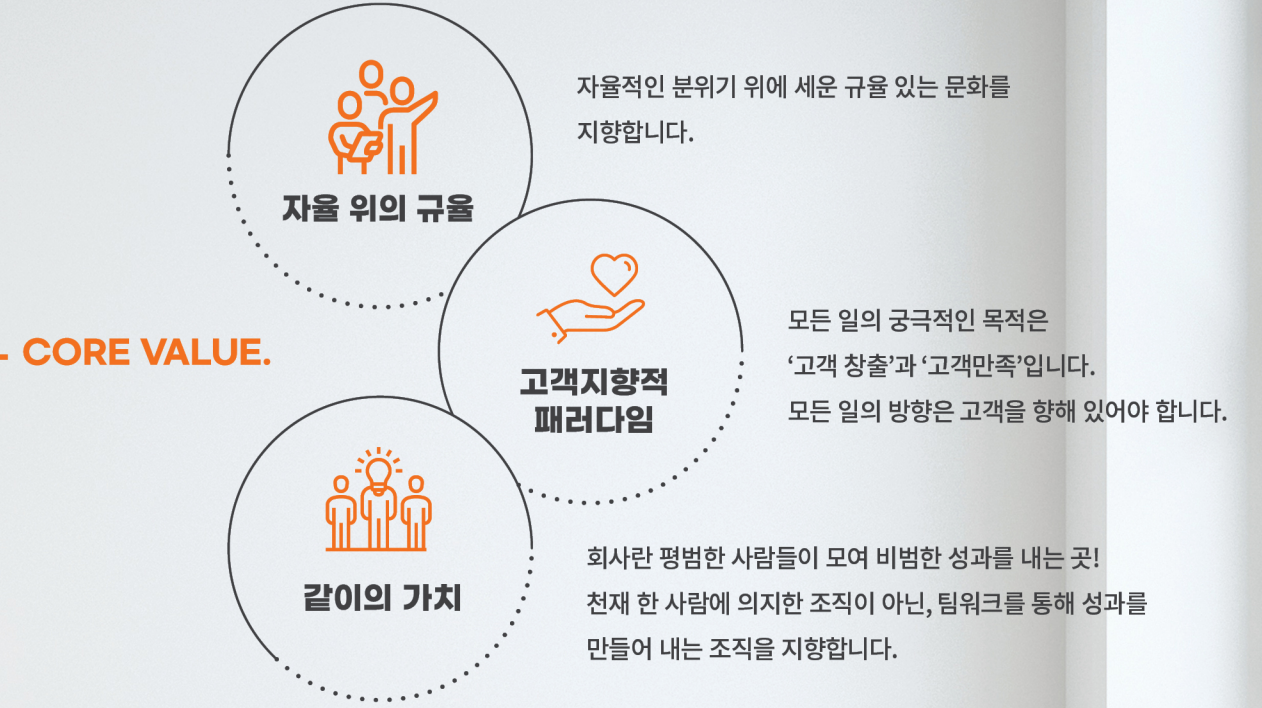 자율적인 분위기 위에 세운 규율 있는 문화를
지향합니다.
자율 위의 규율
- CORE VALUE.
고객지향적
패러다임
모든 일의 궁극적인 목적은
‘고객 창출’과 ‘고객만족’입니다.
모든 일의 방향은 고객을 향해 있어야 합니다.
같이의 가치
회사란 평범한 사람들이 모여 비범한 성과를 내는 곳!
천재 한 사람에 의지한 조직이 아닌, 팀워크를 통해 성과를
만들어 내는 조직을 지향합니다.